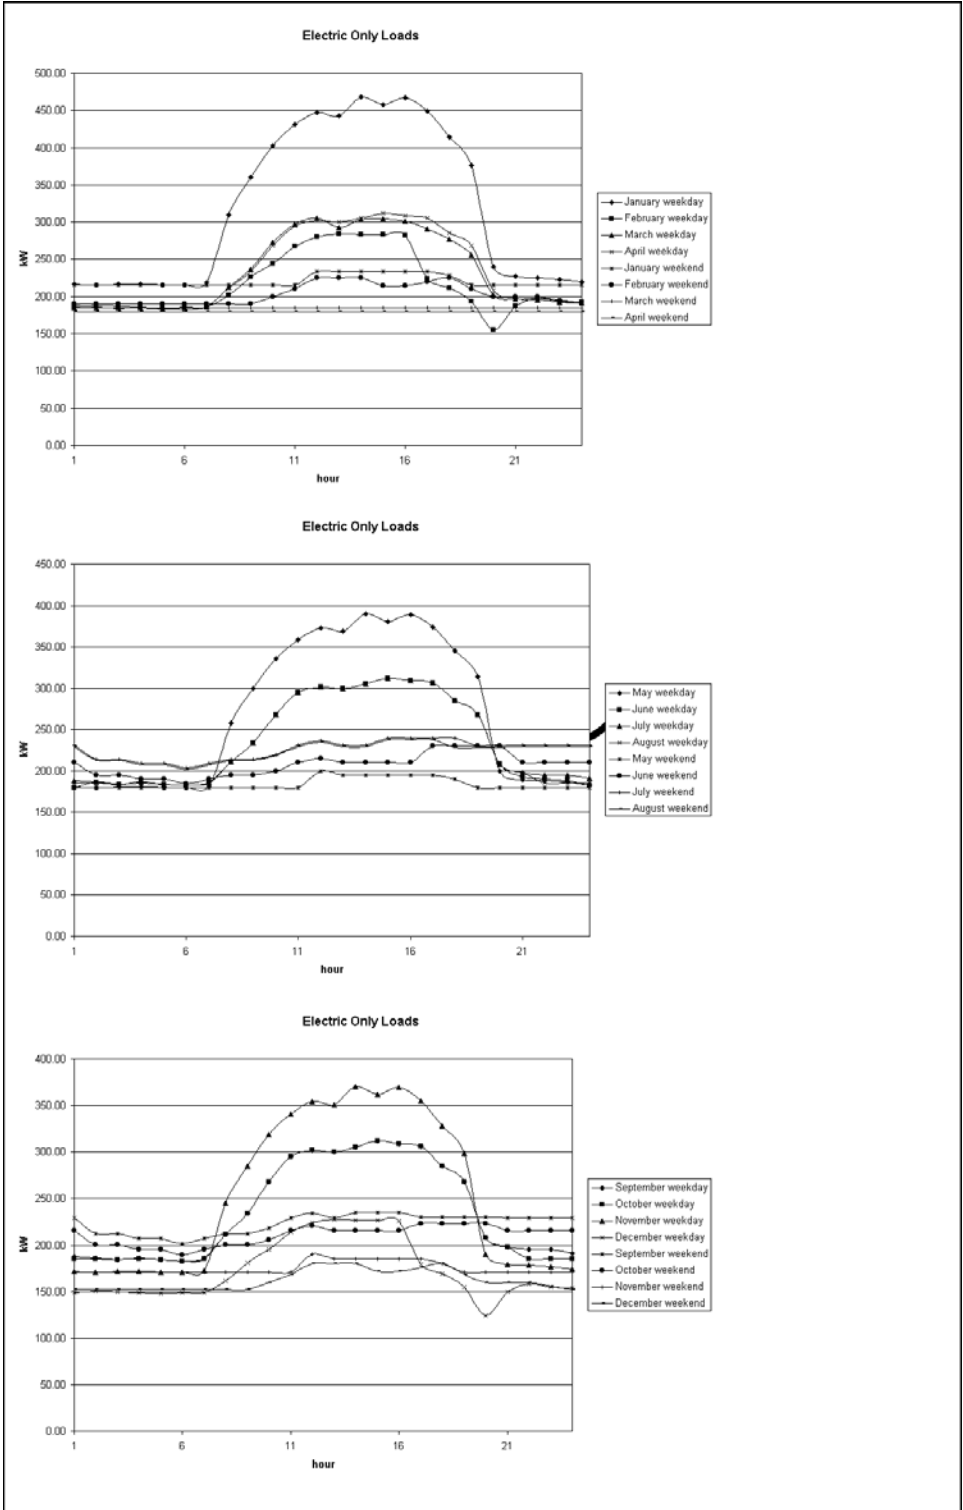 Electric Only Loads
500.00
450.00
400.00
350.00
300.00
250.00
200.00
150.00
100.00
50.00
0.00
kW
1 6 11 16 21
hour
January weekday
February weekday
March weekday
April weekday
January weekend
February weekend
March weekend
April weekend
Electric Only Loads
450.00
400.00
350.00
300.00
250.00
200.00
150.00
100.00
50.00
0.00
kW
1 6 11 16 21
hour
May weekday
June weekday
July weekday
August weekday
May weekend
June weekend
July weekend
August weekend
Electric Only Loads
400.00
350.00
300.00
250.00
200.00
150.00
100.00
50.00
0.00
kW
1 6 11 16 21
hour
September weekday
October weekday
November weekday
December weekday
September weekend
October weekend
November weekend
December weekend